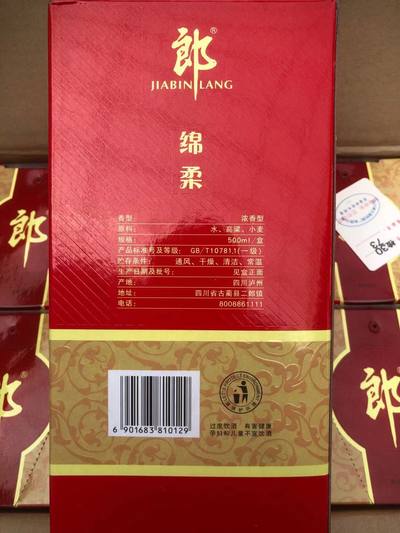 郎®
JIABIN LANG
绵
柔
香型: 浓香型
原料: 水、高粱、小麦
规格: 500ml/盒
产品标准号及等级: GB/T10781.1(一级)
贮存条件: 通风、干燥、清洁、常温
生产日期及批号: 见盒正面
产地: 四川泸州
地址: 四川省古蔺县二郎镇
电话: 8008861111
6 901683 810129
过度饮酒 有害健康
孕妇和儿童不宜饮酒
郎
郎